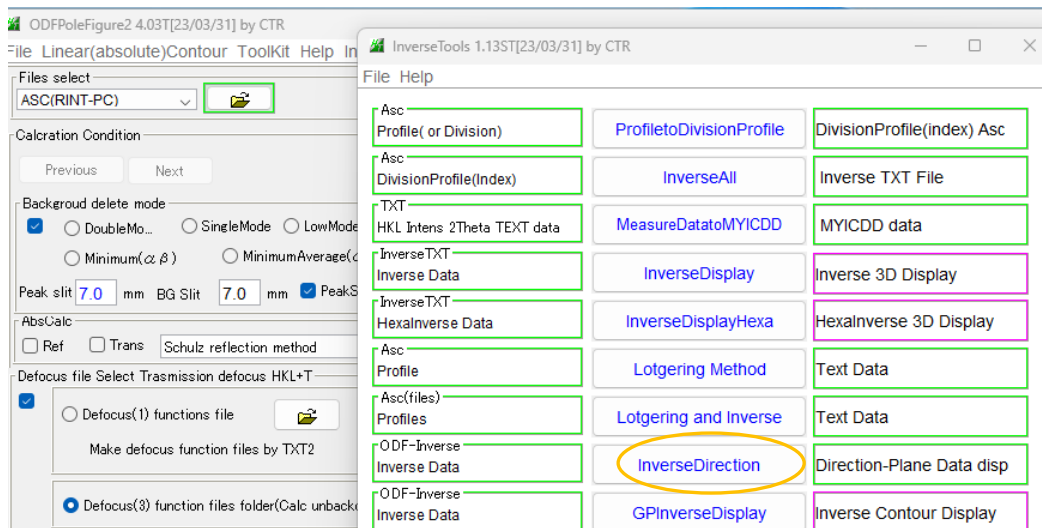 ODFPoleFigure2 4.03T[23/03/31] by CTR
File Linear(absolute)Contour ToolKit Help In
Files select
ASC(RINT-PC)
Calcration Condition
Previous Next
Backgroud delete mode
DoubleMo... SingleMode LowMode
Minimum(αβ) MinimumAverage(
Peak slit 7.0 mm BG Slit 7.0 mm PeakS
AbsCalc
Ref Trans Schulz reflection method
Defocus file Select Trasmission defocus HKL+T
Defocus(1) functions file
Make defocus function files by TXT2
Defocus(3) function files folder(Calc unback
InverseTools 1.13ST[23/03/31] by CTR
File Help
Asc
Profile( or Division) ProfiletoDivisionProfile DivisionProfile(index) Asc
Asc
DivisionProfile(Index) InverseAll Inverse TXT File
TXT
HKL Intens 2Theta TEXT data MeasureDatatoMYICDD MYICDD data
InverseTXT
Inverse Data InverseDisplay Inverse 3D Display
InverseTXT
HexaInverse Data InverseDisplayHexa HexaInverse 3D Display
Asc
Profile Lotgering Method Text Data
Asc(files)
Profiles Lotgering and Inverse Text Data
ODF-Inverse
Inverse Data InverseDirection Direction-Plane Data disp
ODF-Inverse
Inverse Data GPInverseDisplay Inverse Contour Display